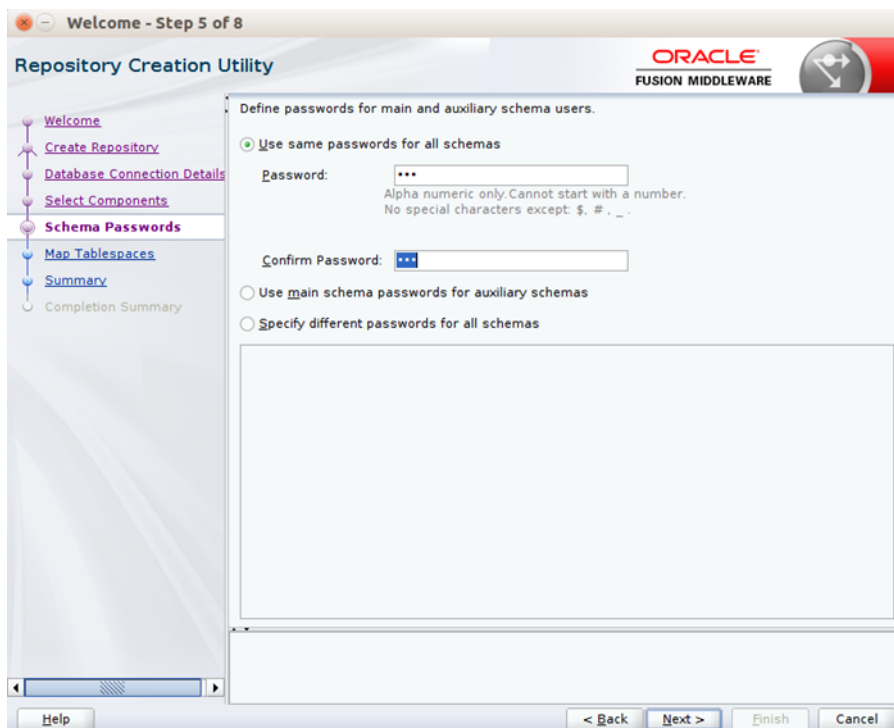 Welcome - Step 5 of 8
Repository Creation Utility
ORACLE
FUSION MIDDLEWARE
Welcome
Create Repository
Database Connection Details
Select Components
Schema Passwords
Map Tablespaces
Summary
Completion Summary
Define passwords for main and auxiliary schema users.
Use same passwords for all schemas
Password: •••
Alpha numeric only.Cannot start with a number.
No special characters except: $, # , _ .
Confirm Password: •••
Use main schema passwords for auxiliary schemas
Specify different passwords for all schemas
Help
< Back
Next >
Finish
Cancel